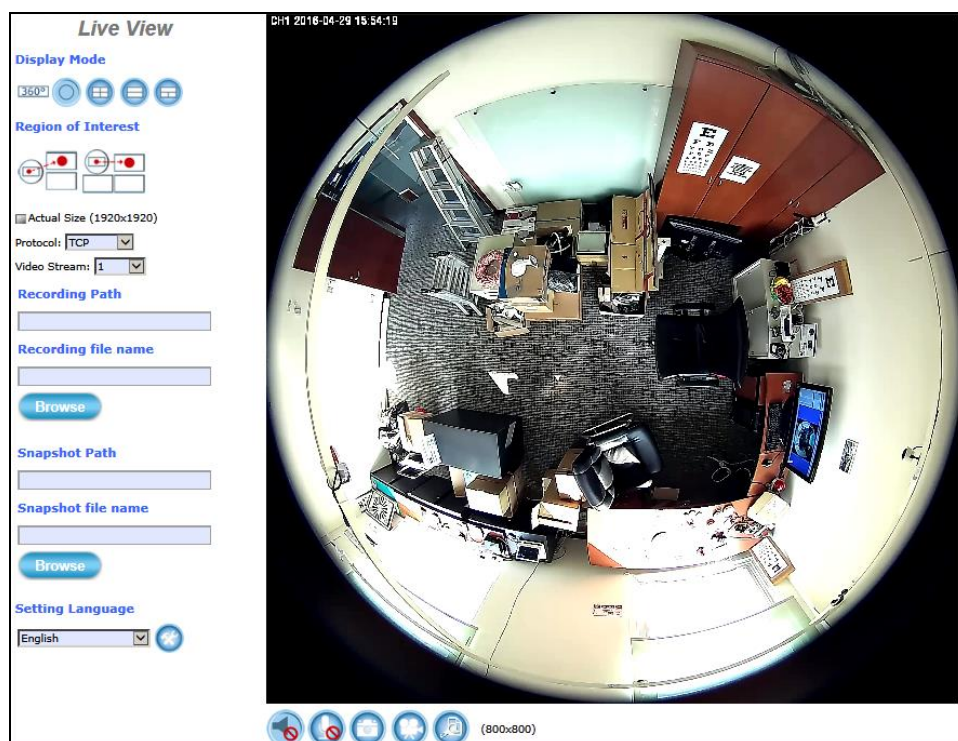 Live View
Display Mode
360°
Region of Interest
Actual Size (1920x1920)
Protocol: TCP
Video Stream: 1
Recording Path
Recording file name
Browse
Snapshot Path
Snapshot file name
Browse
Setting Language
English
CH1 2016-04-29 15:54:19
E
(800x800)